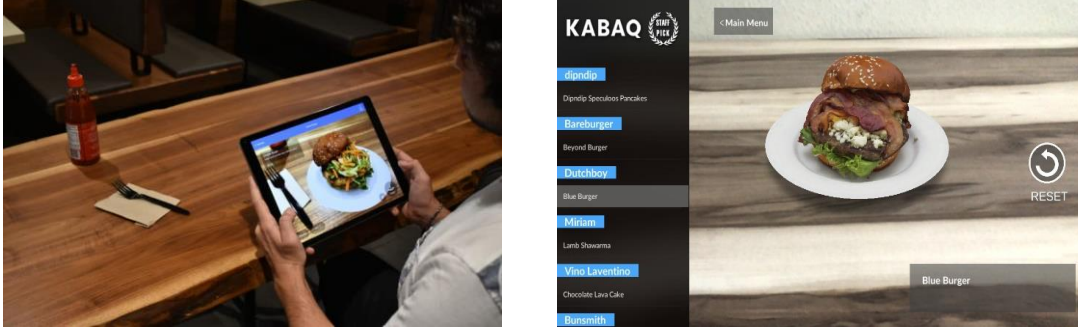 KABAQ
STAFF
PICK
dipndip
Dipndip Speculoos Pancakes
Bareburger
Beyond Burger
Dutchboy
Blue Burger
Miriam
Lamb Shawarma
Vino Laventino
Chocolate Lava Cake
Bunsmith
< Main Menu
RESET
Blue Burger